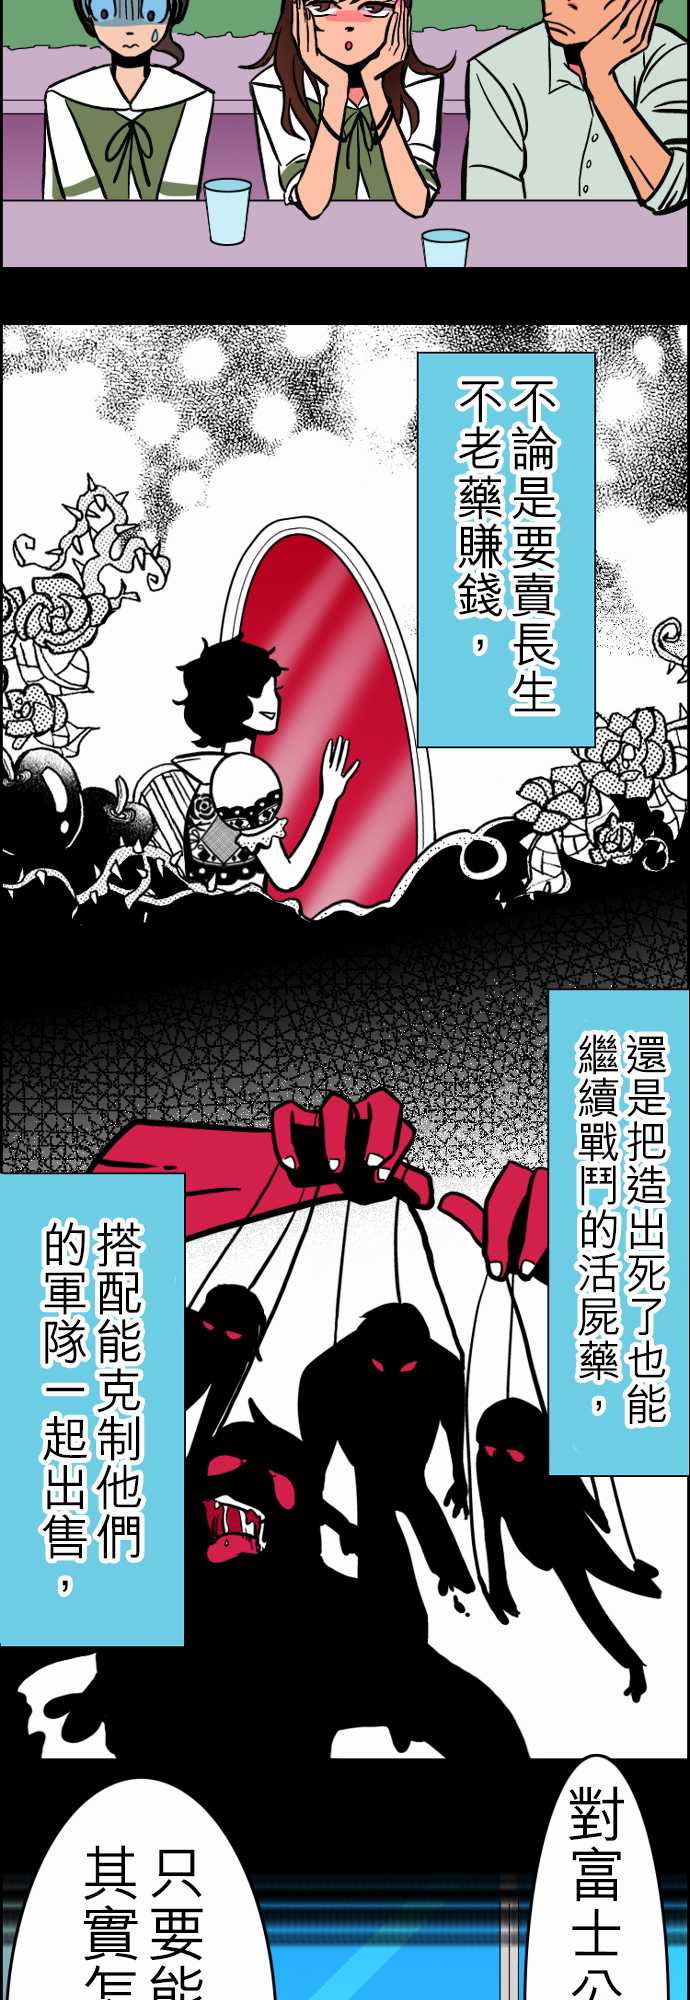 不論是要賣長生
不老藥賺錢，
還是把造出死了也能
繼續戰鬥的活屍藥，
搭配能克制他們
的軍隊一起出售，
對富士公
只要能
其實怎